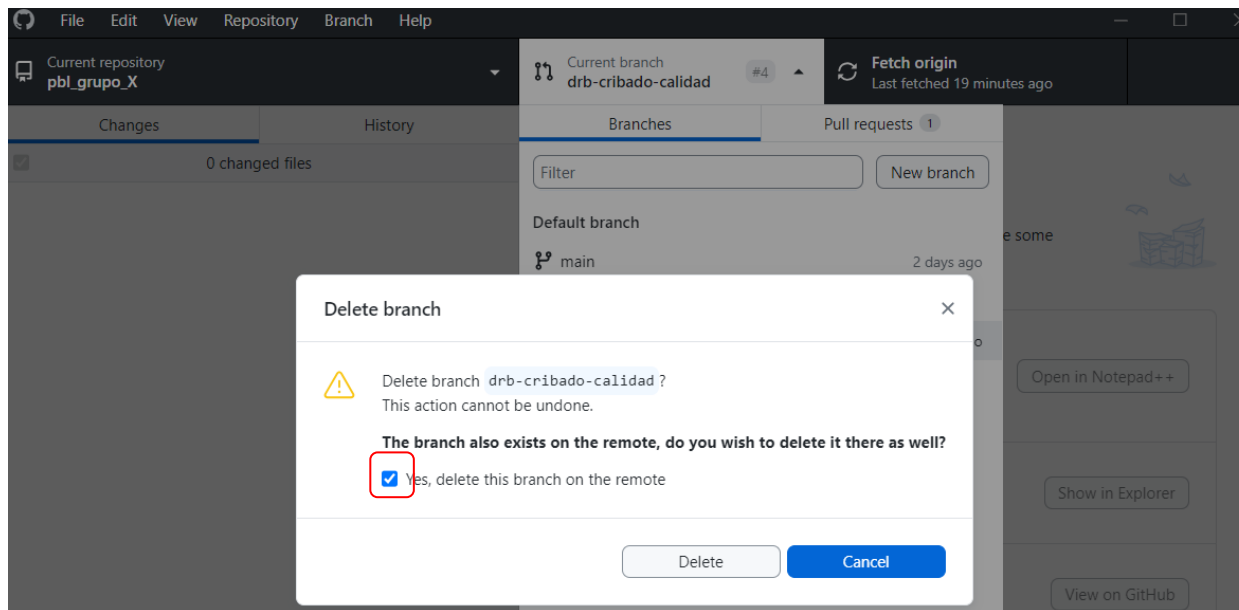 File Edit View Repository Branch Help
Current repository
pbl_grupo_X
Current branch
drb-cribado-calidad
#4
Fetch origin
Last fetched 19 minutes ago
Changes
History
0 changed files
Branches
Pull requests 1
Filter
New branch
Default branch
main
2 days ago
e some
o
Open in Notepad++
Show in Explorer
View on GitHub
Delete branch
Delete branch drb-cribado-calidad?
This action cannot be undone.
The branch also exists on the remote, do you wish to delete it there as well?
Yes, delete this branch on the remote
Delete
Cancel